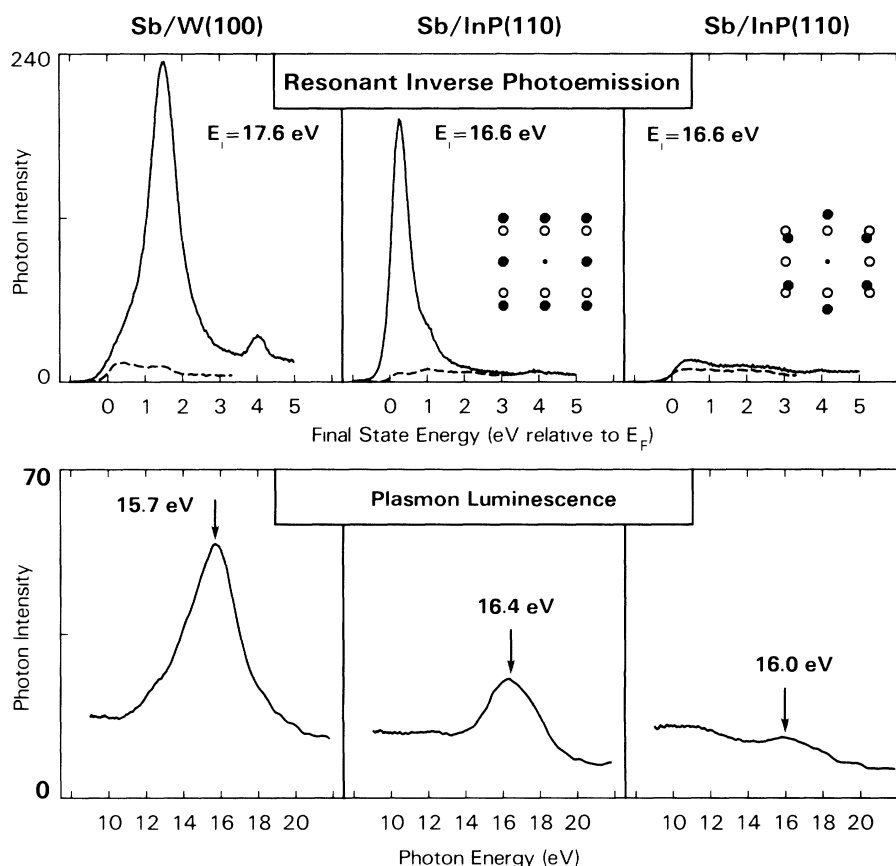 Sb/W(100) Sb/InP(110) Sb/InP(110)
240
Resonant Inverse Photoemission
E_I = 17.6 eV E_I = 16.6 eV E_I = 16.6 eV
Photon Intensity
0
0 1 2 3 4 5 0 1 2 3 4 5 0 1 2 3 4 5
Final State Energy (eV relative to E_F)
70
Plasmon Luminescence
15.7 eV
16.4 eV
16.0 eV
Photon Intensity
0
10 12 14 16 18 20 10 12 14 16 18 20 10 12 14 16 18 20
Photon Energy (eV)